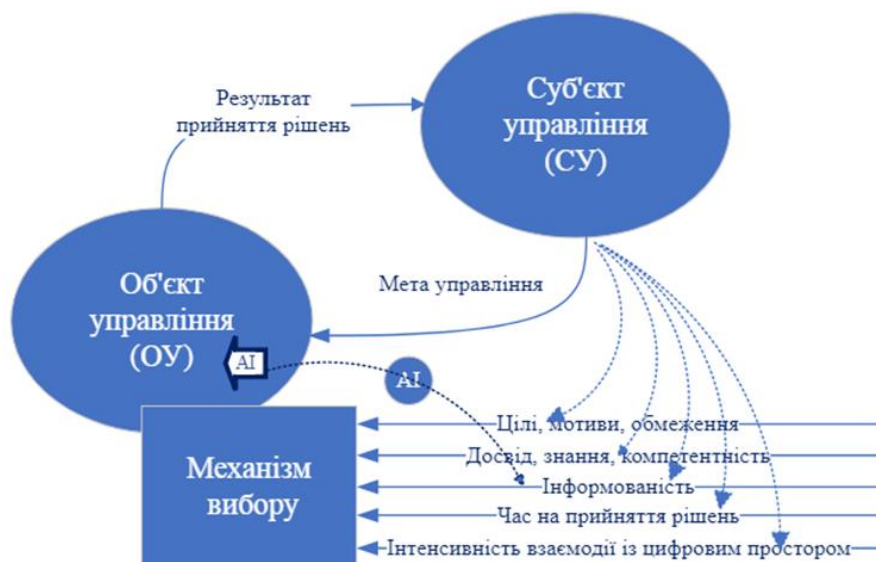 Результат
прийняття рішень
Суб'єкт
управління
(СУ)
Об'єкт
управління
(ОУ)
Мета управління
AI
AI
Механізм
вибору
Цілі, мотиви, обмеження
Досвід, знання, компетентність
Інформованість
Час на прийняття рішень
Інтенсивність взаємодії із цифровим простором